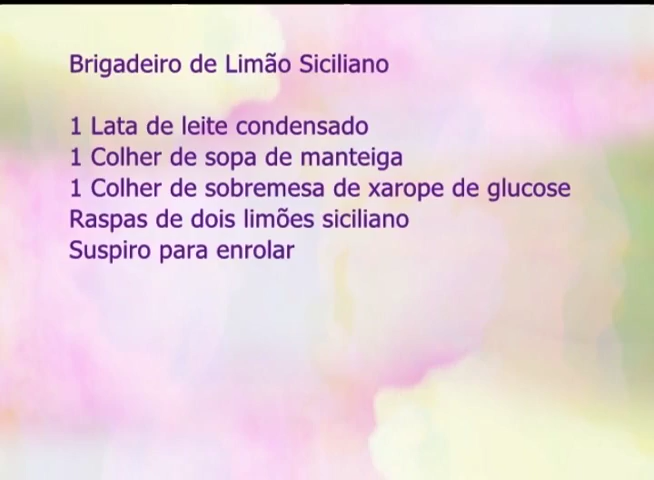 Brigadeiro de Limão Siciliano
1 Lata de leite condensado
1 Colher de sopa de manteiga
1 Colher de sobremesa de xarope de glucose
Raspas de dois limões siciliano
Suspiro para enrolar